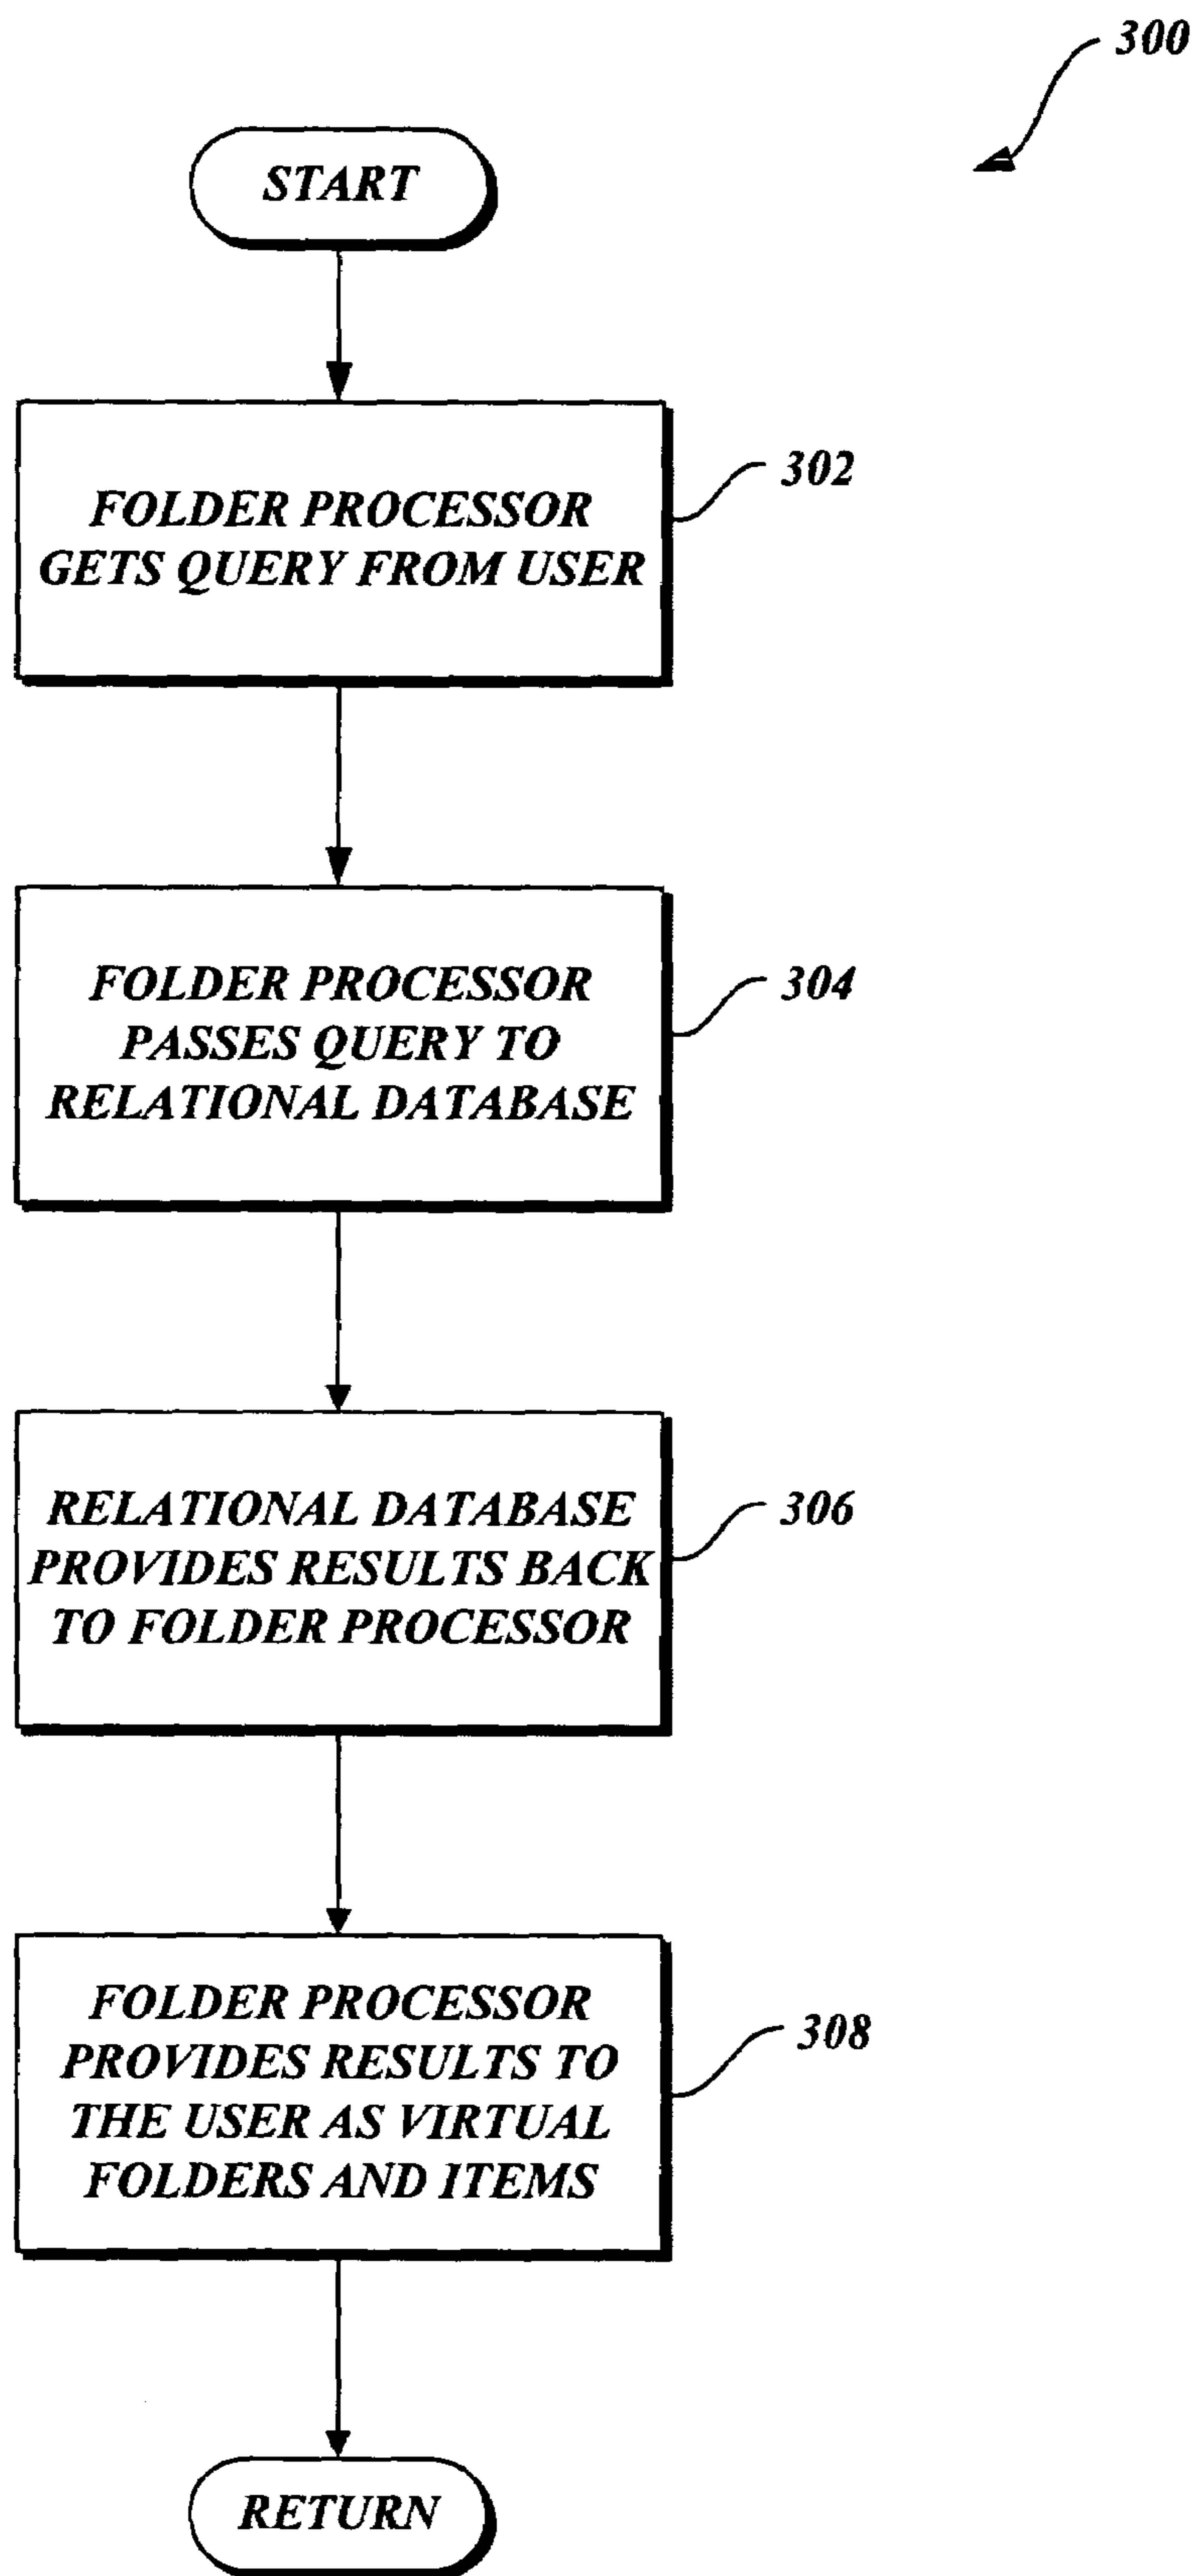 300
START
FOLDER PROCESSOR
GETS QUERY FROM USER
302
FOLDER PROCESSOR
PASSES QUERY TO
RELATIONAL DATABASE
304
RELATIONAL DATABASE
PROVIDES RESULTS BACK
TO FOLDER PROCESSOR
306
FOLDER PROCESSOR
PROVIDES RESULTS TO
THE USER AS VIRTUAL
FOLDERS AND ITEMS
308
RETURN